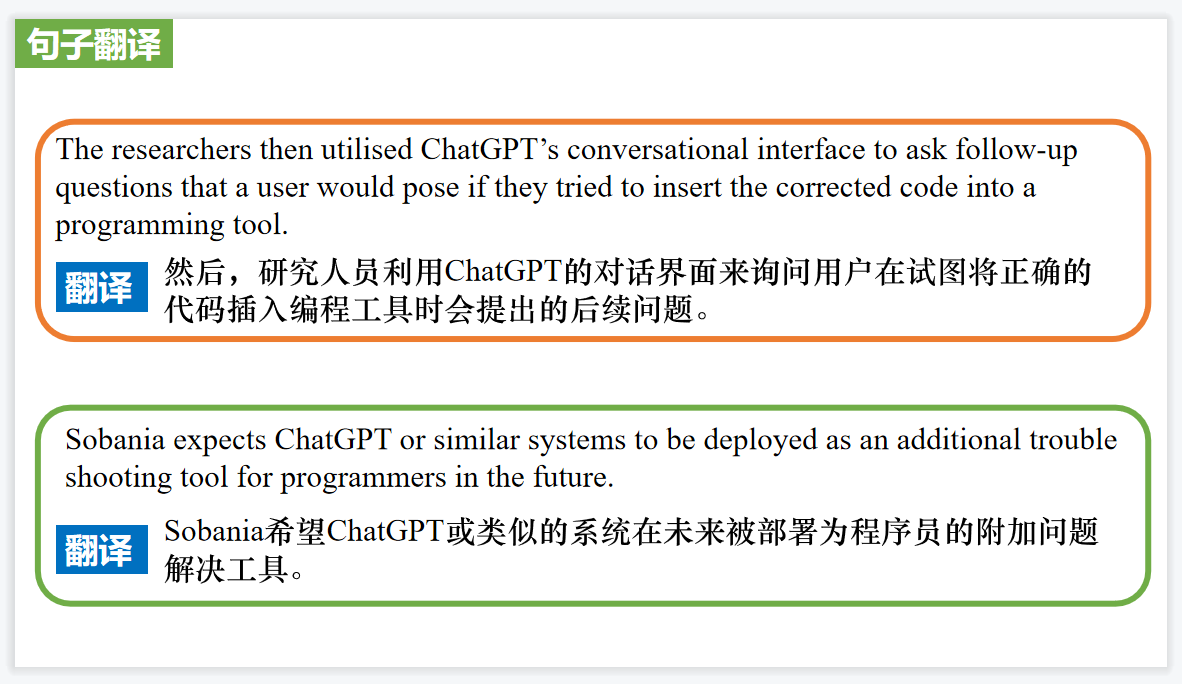 句子翻译
The researchers then utilised ChatGPT’s conversational interface to ask follow-up
questions that a user would pose if they tried to insert the corrected code into a
programming tool.
翻译
然后，研究人员利用ChatGPT的对话界面来询问用户在试图将正确的
代码插入编程工具时会提出的后续问题。
Sobania expects ChatGPT or similar systems to be deployed as an additional trouble
shooting tool for programmers in the future.
翻译
Sobania希望ChatGPT或类似的系统在未来被部署为程序员的附加问题
解决工具。